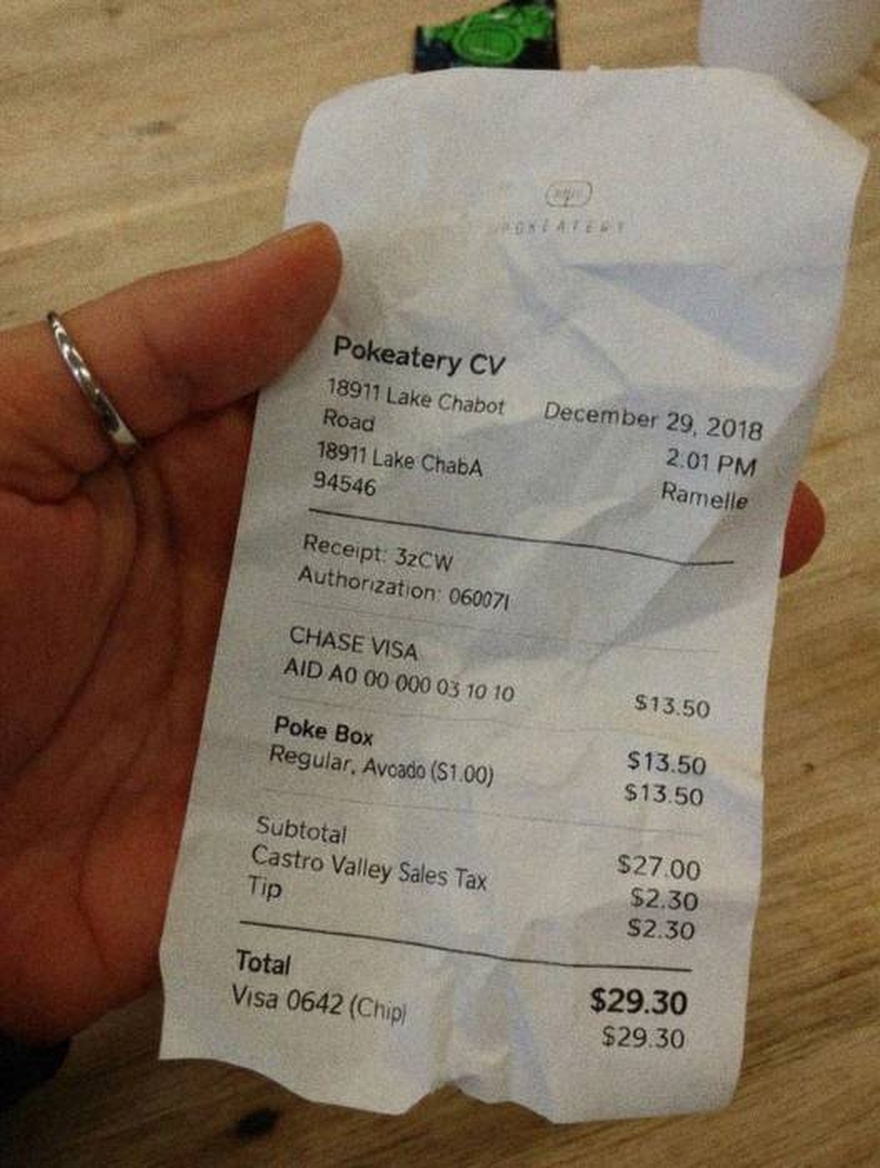 POKEATERY
Pokeatery CV
18911 Lake Chabot
Road
18911 Lake ChabA
94546
December 29, 2018
2.01 PM
Ramelle
Receipt: 3zCW
Authorization: 06007l
CHASE VISA
AID A0 00 000 03 10 10 $13.50
Poke Box $13.50
Regular, Avcado ($1.00) $13.50
Subtotal $27.00
Castro Valley Sales Tax $2.30
Tip $2.30
Total $29.30
Visa 0642 (Chip) $29.30